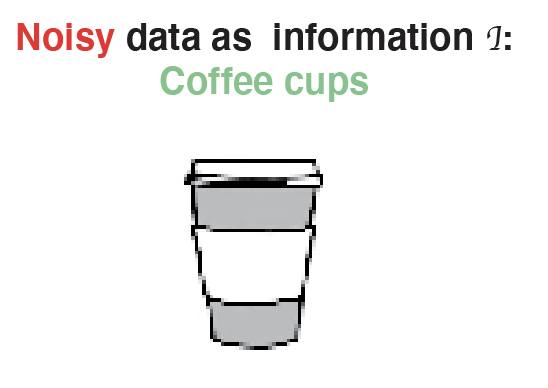 Noisy data as information ℐ:
Coffee cups